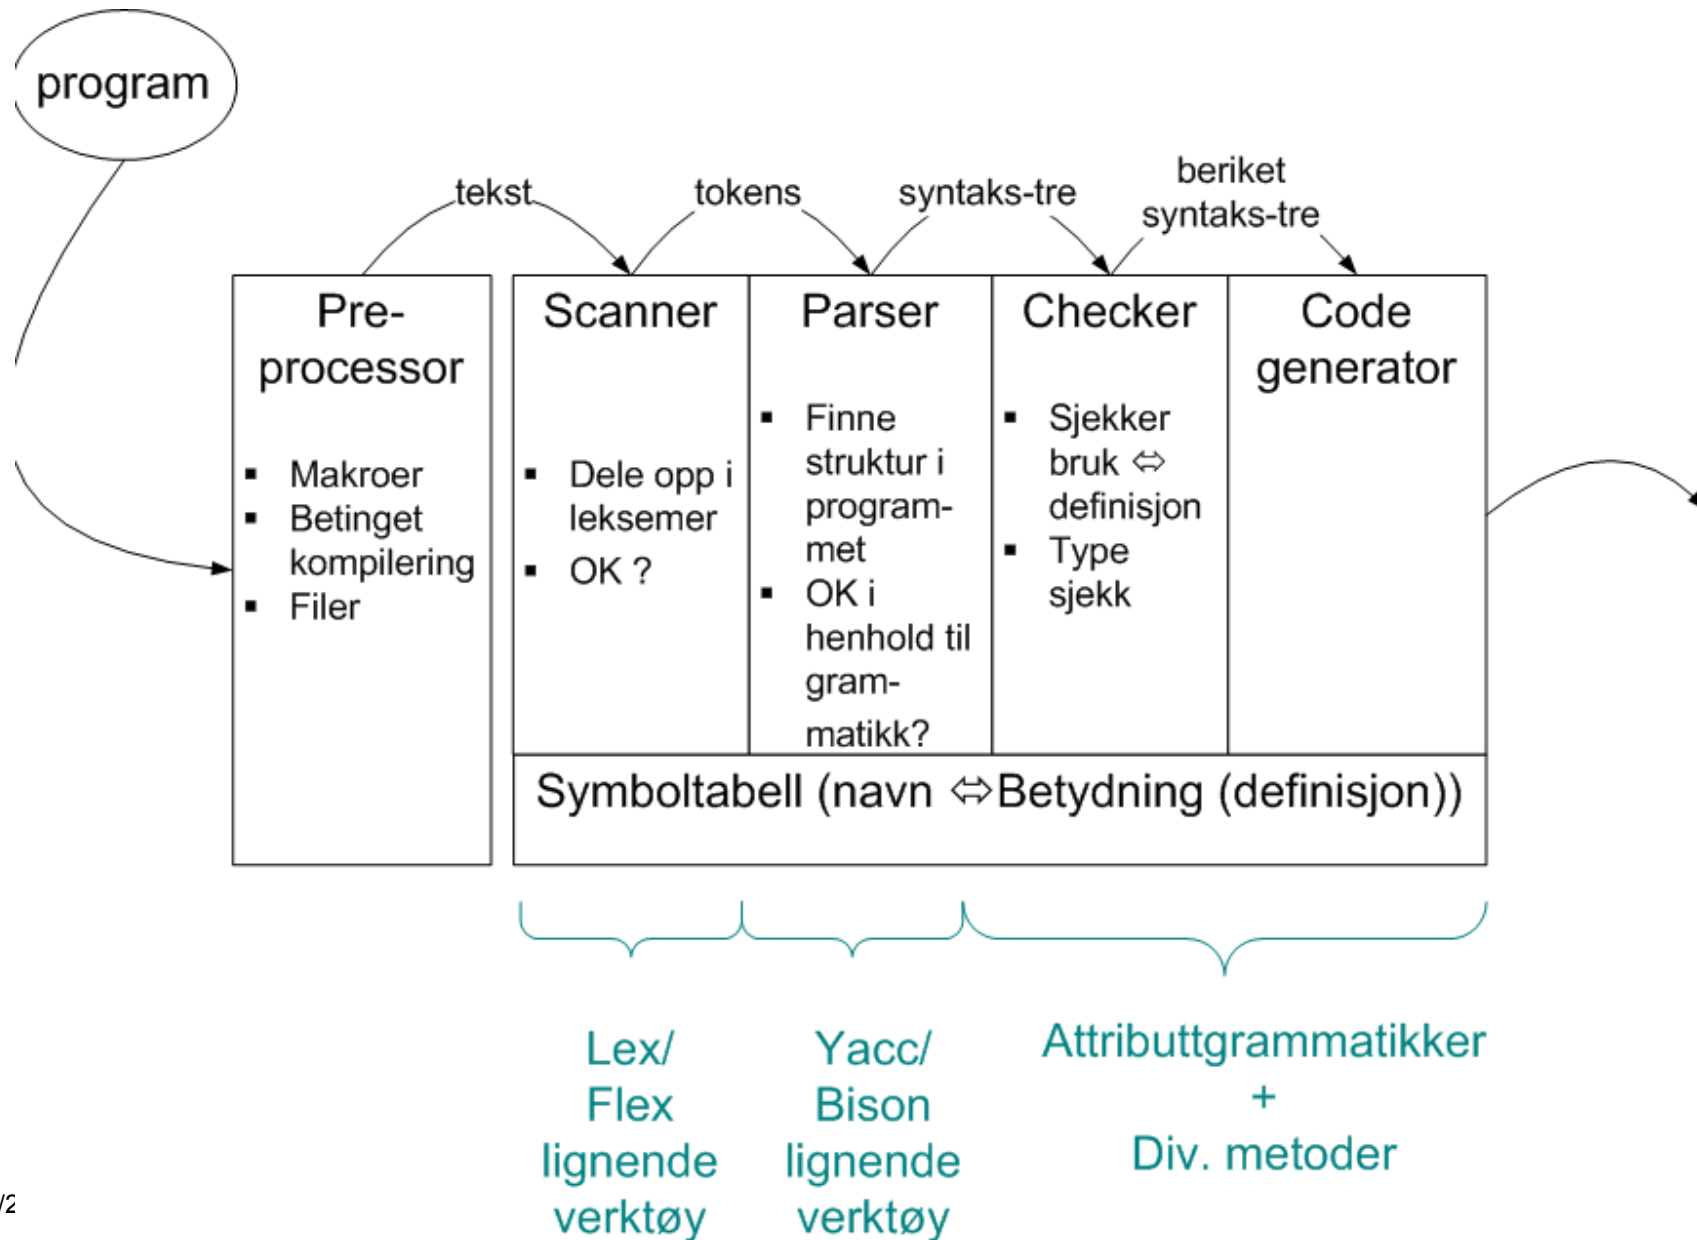 program
tekst
tokens
syntaks-tre
beriket
syntaks-tre
Pre-
processor
▪ Makroer
▪ Betinget
kompilering
▪ Filer
Scanner
▪ Dele opp i
leksemer
▪ OK ?
Parser
▪ Finne
struktur i
program-
met
▪ OK i
henhold til
gram-
matikk?
Checker
▪ Sjekker
bruk ⇔
definisjon
▪ Type
sjekk
Code
generator
Symboltabell (navn ⇔Betydning (definisjon))
Lex/
Flex
lignende
verktøy
Yacc/
Bison
lignende
verktøy
Attributtgrammatikker
+
Div. metoder
/2